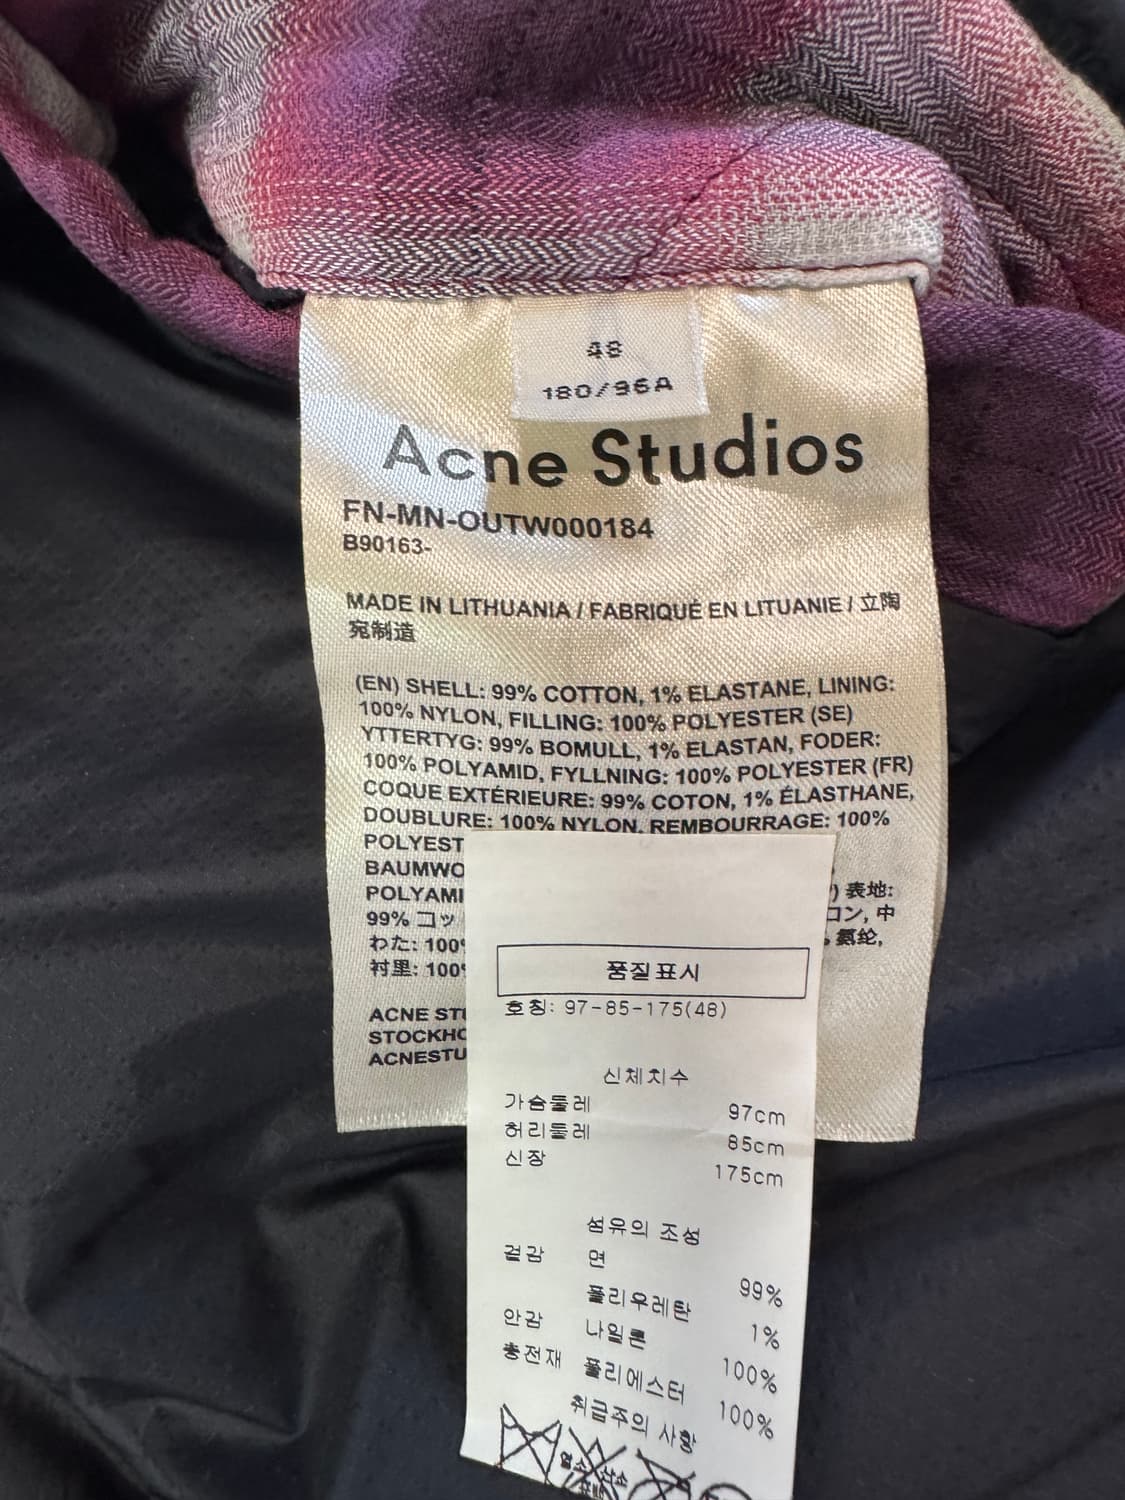 48
180/96A
Acne Studios
FN-MN-OUTW000184
B90163-
MADE IN LITHUANIA / FABRIQUÉ EN LITUANIE / 立陶
宛制造
(EN) SHELL: 99% COTTON, 1% ELASTANE, LINING:
100% NYLON, FILLING: 100% POLYESTER (SE)
YTTERTYG: 99% BOMULL, 1% ELASTAN, FODER:
100% POLYAMID, FYLLNING: 100% POLYESTER (FR)
COQUE EXTÉRIEURE: 99% COTON, 1% ÉLASTHANE,
DOUBLURE: 100% NYLON, REMBOURRAGE: 100%
POLYEST
BAUMWO
POLYAMI ) 表地:
99% コッ コン, 中
わた: 100% 氨纶,
衬里: 100%
ACNE STU
STOCKHO
ACNESTU
품질표시
호칭: 97-85-175(48)
신체치수
가슴둘레 97cm
허리둘레 85cm
신장 175cm
섬유의 조성
겉감 면 99%
폴리우레탄 1%
안감 나일론 100%
충전재 폴리에스터 100%
취급주의 사항
염소 산소
표백